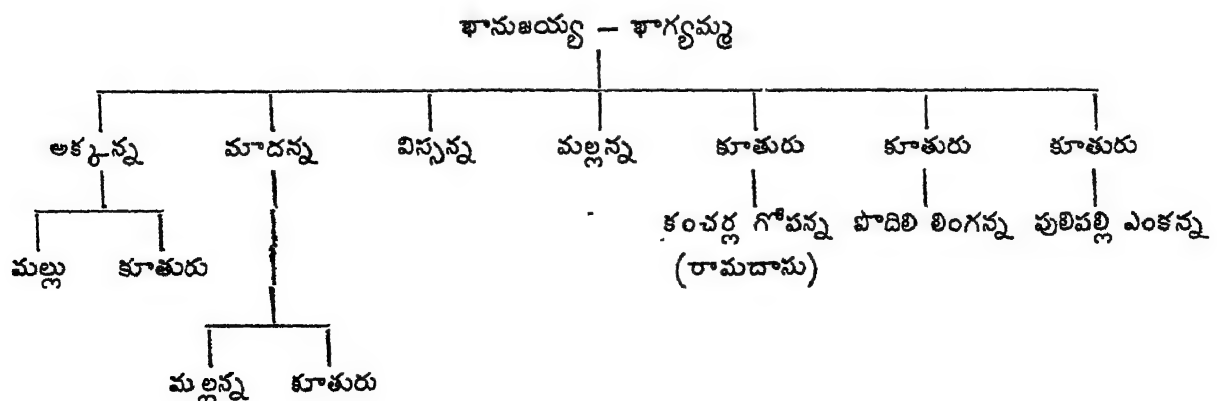 భానుజయ్య – భాగ్యమ్మ
అక్కన్న మాదన్న విస్సన్న మల్లన్న కూతురు కూతురు కూతురు
కంచర్ల గోపన్న పొదిలి లింగన్న పులిపల్లి ఎంకన్న
(రామదాసు)
మల్లు కూతురు
మల్లన్న కూతురు